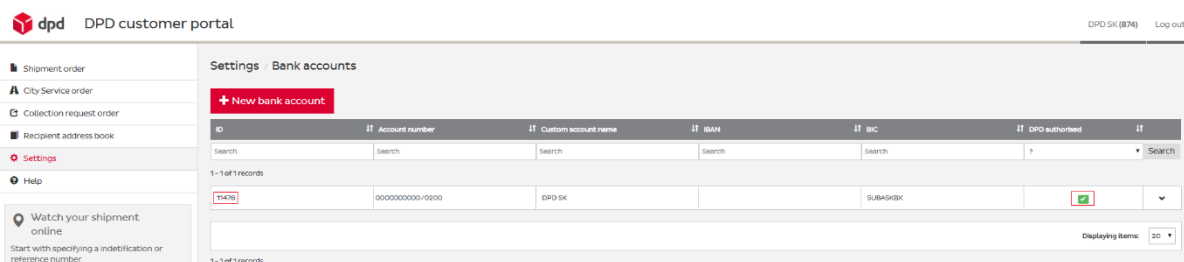 dpd DPD customer portal
DPD SK (874) Log out
Shipment order
City Service order
Collection request order
Recipient address book
Settings
Help
Watch your shipment
online
Start with specifying a indetification or
reference number
Settings / Bank accounts
+ New bank account
ID Account number Custom account name IBAN BIC DPD authorised
Search Search Search Search Search ? Search
1 - 1 of 1 records
11476 0000000000/0200 DPD SK SUBASKBX
Displaying items: 20
1 - 1 of 1 records